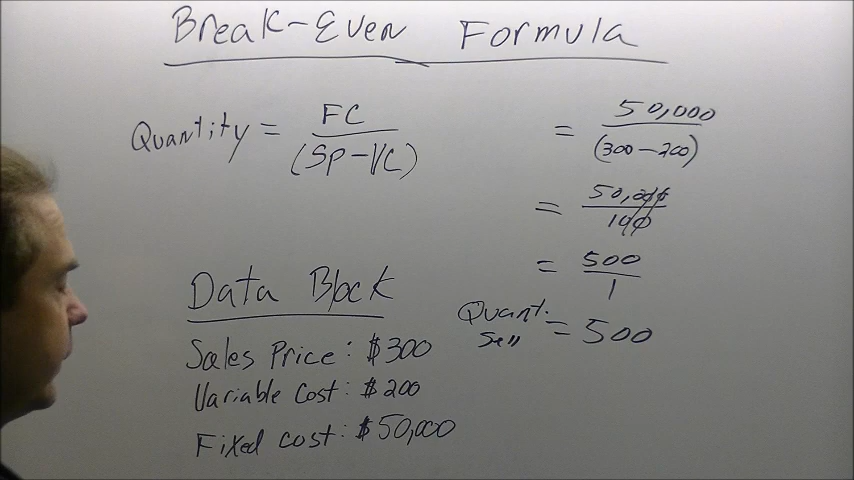 Break-Even Formula
Quantity = FC / (SP-VC)
= 50,000 / (300-200)
= 50,000 / 100
= 500 / 1
Quant. Sell = 500
Data Block
Sales Price: $300
Variable Cost: $200
Fixed cost: $50,000